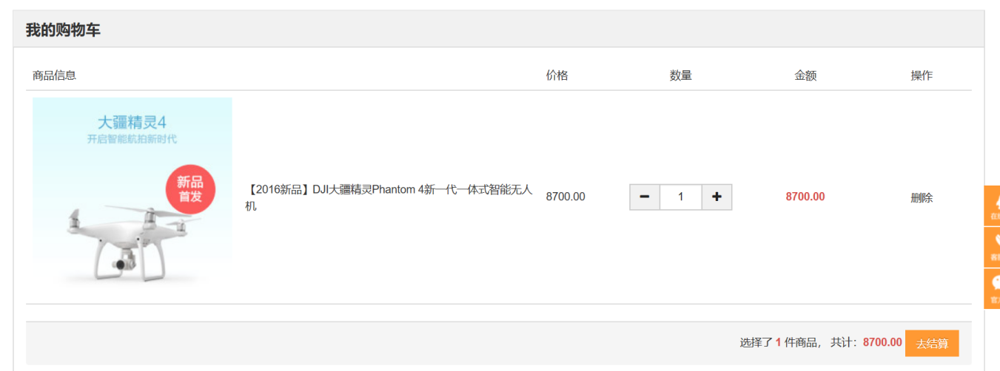 我的购物车
商品信息 价格 数量 金额 操作
大疆精灵4
开启智能航拍新时代
新品
首发
【2016新品】DJI大疆精灵Phantom 4新一代一体式智能无人
机
8700.00 1 8700.00 删除
选择了 1 件商品, 共计: 8700.00 去结算